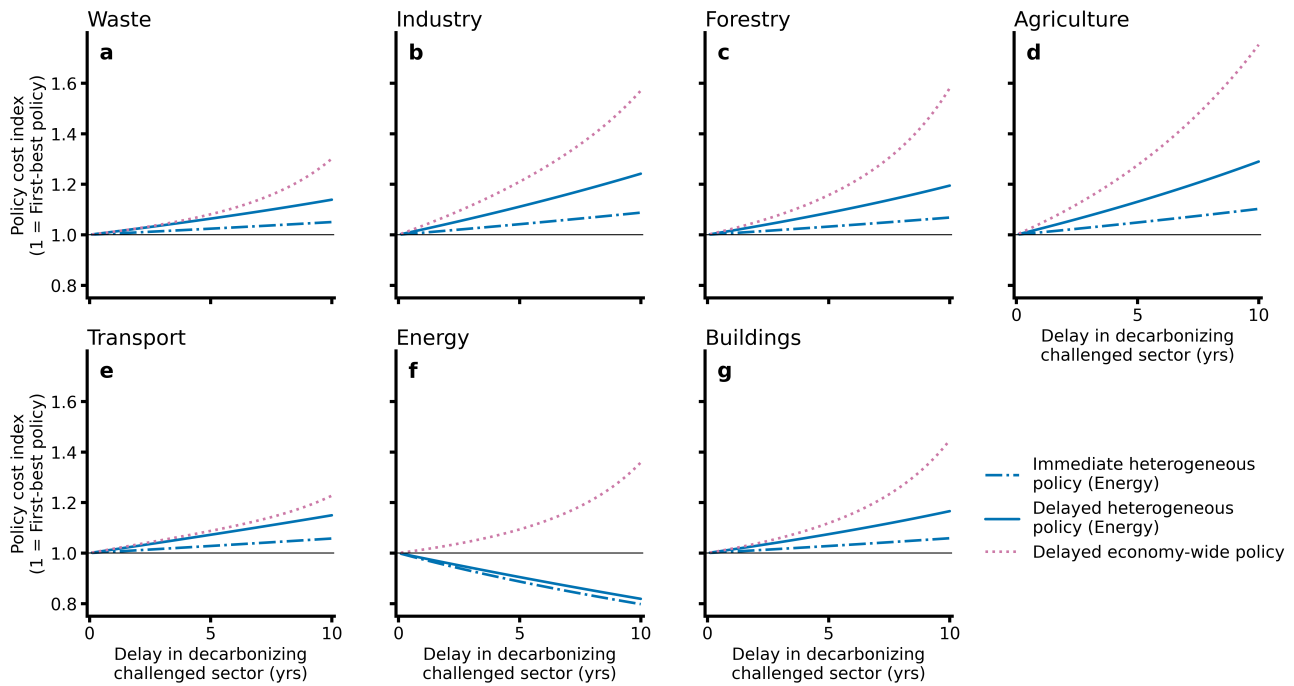 Waste
a
Policy cost index
(1 = First-best policy)
1.6
1.4
1.2
1.0
0.8
Industry
b
Forestry
c
Agriculture
d
0 5 10
Delay in decarbonizing
challenged sector (yrs)
Transport
e
Policy cost index
(1 = First-best policy)
1.6
1.4
1.2
1.0
0.8
0 5 10
Delay in decarbonizing
challenged sector (yrs)
Energy
f
0 5 10
Delay in decarbonizing
challenged sector (yrs)
Buildings
g
0 5 10
Delay in decarbonizing
challenged sector (yrs)
Immediate heterogeneous
policy (Energy)
Delayed heterogeneous
policy (Energy)
Delayed economy-wide policy